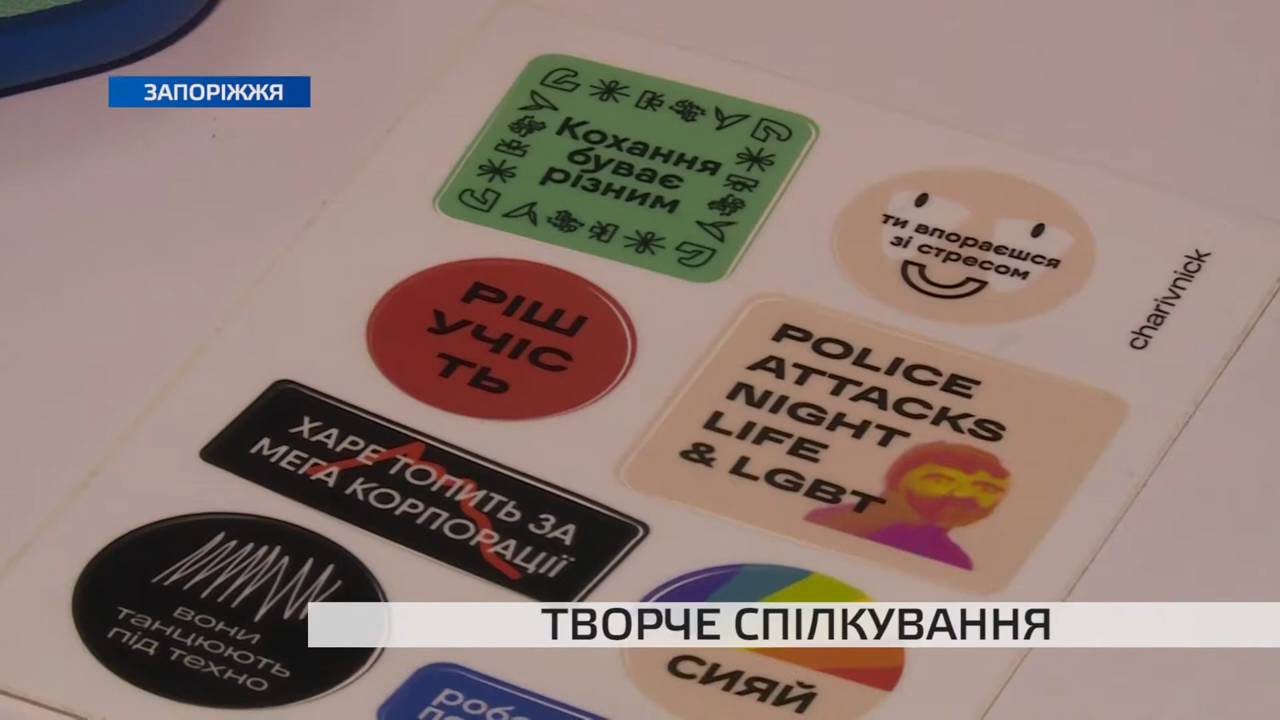 ЗАПОРІЖЖЯ
Кохання
буває
різним
ти впораєшся
зі стресом
charivnick
РІШ
УЧІС
ТЬ
POLICE
ATTACKS
NIGHT
LIFE
& LGBT
ХАРЕ ТОПИТЬ ЗА
МЕГА КОРПОРАЦІЇ
вони
танцюють
під техно
СИЯЙ
ТВОРЧЕ СПІЛКУВАННЯ